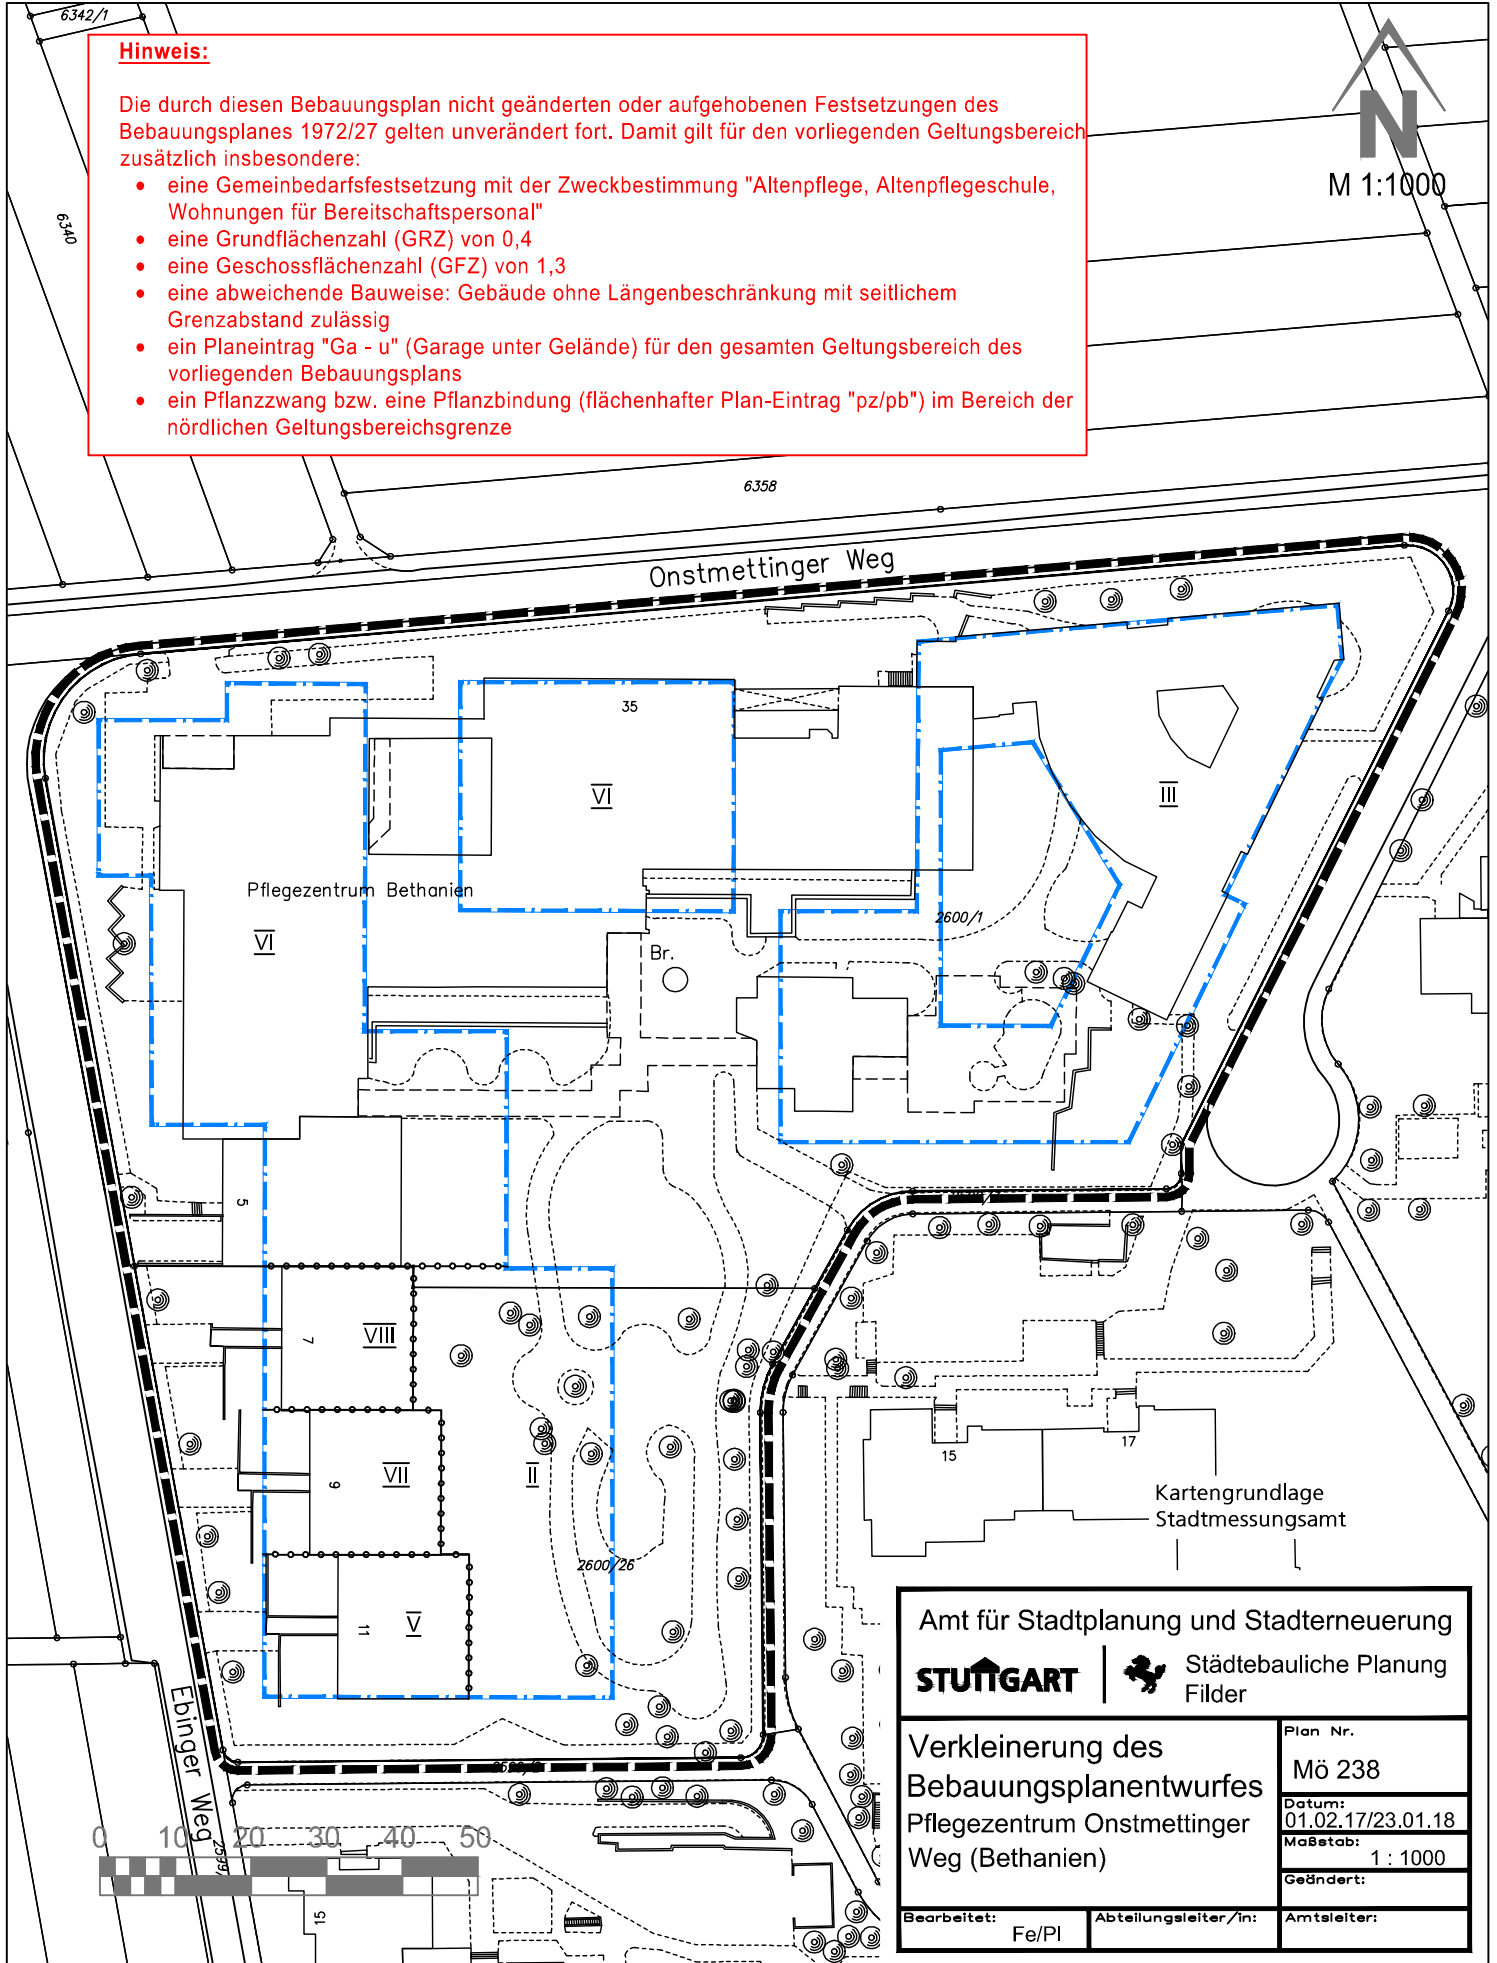 6342/1
Hinweis:
Die durch diesen Bebauungsplan nicht geänderten oder aufgehobenen Festsetzungen des
Bebauungsplanes 1972/27 gelten unverändert fort. Damit gilt für den vorliegenden Geltungsbereich
zusätzlich insbesondere:
• eine Gemeinbedarfsfestsetzung mit der Zweckbestimmung "Altenpflege, Altenpflegeschule,
Wohnungen für Bereitschaftspersonal"
• eine Grundflächenzahl (GRZ) von 0,4
• eine Geschossflächenzahl (GFZ) von 1,3
• eine abweichende Bauweise: Gebäude ohne Längenbeschränkung mit seitlichem
Grenzabstand zulässig
• ein Planeintrag "Ga - u" (Garage unter Gelände) für den gesamten Geltungsbereich des
vorliegenden Bebauungsplans
• ein Pflanzzwang bzw. eine Pflanzbindung (flächenhafter Plan-Eintrag "pz/pb") im Bereich der
nördlichen Geltungsbereichsgrenze
N
M 1:1000
6340
6358
Onstmettinger Weg
35
VI
III
Pflegezentrum Bethanien
2600/1
VI
Br.
5
7
VIII
9
VII
II
15
17
Kartengrundlage
Stadtmessungsamt
2600/26
11
V
Ebinger Weg
0 10 20 30 40 50
15
Amt für Stadtplanung und Stadterneuerung
STUTTGART
Städtebauliche Planung
Filder
Verkleinerung des
Bebauungsplanentwurfes
Pflegezentrum Onstmettinger
Weg (Bethanien)
Plan Nr.
Mö 238
Datum:
01.02.17/23.01.18
Maßstab:
1 : 1000
Geändert:
Bearbeitet:
Fe/Pl
Abteilungsleiter/in:
Amtsleiter: